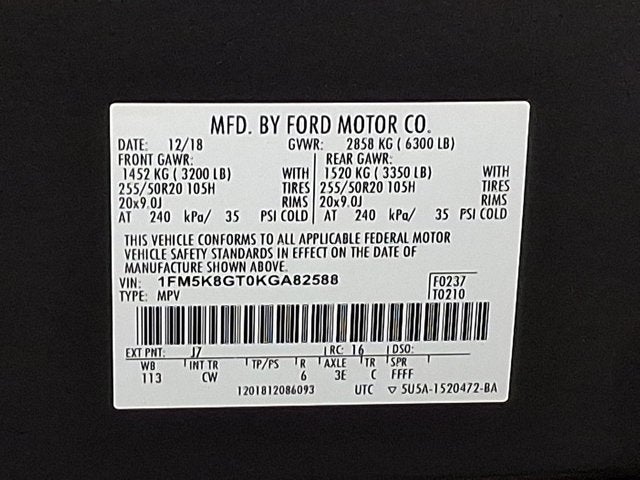 MFD. BY FORD MOTOR CO.
DATE: 12/18 GVWR: 2858 KG ( 6300 LB)
FRONT GAWR: REAR GAWR:
1452 KG ( 3200 LB) WITH 1520 KG ( 3350 LB) WITH
255/50R20 105H TIRES 255/50R20 105H TIRES
20x9.0J RIMS 20x9.0J RIMS
AT 240 kPa/ 35 PSI COLD AT 240 kPa/ 35 PSI COLD
THIS VEHICLE CONFORMS TO ALL APPLICABLE FEDERAL MOTOR
VEHICLE SAFETY STANDARDS IN EFFECT ON THE DATE OF
MANUFACTURE SHOWN ABOVE.
VIN: 1FM5K8GT0KGA82588 F0237
TYPE: MPV T0210
EXT PNT: J7 RC: 16 DSO:
WB INT TR TP/PS R AXLE TR SPR
113 CW 6 3E C FFFF
1201812086093 UTC ▽ 5U5A-1520472-BA